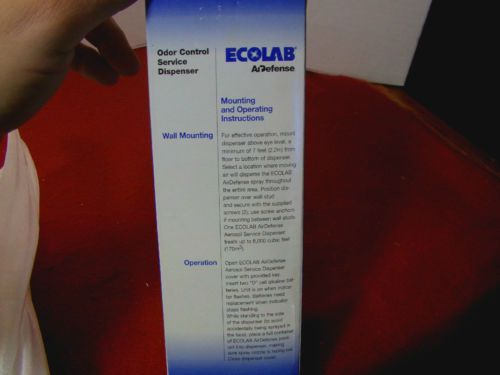 Odor Control
Service
Dispenser
ECOLAB®
AirDefense
Mounting
and Operating
Instructions
Wall Mounting
For effective operation, mount
dispenser above eye level, a
minimum of 7 feet (2.2m) from
floor to bottom of dispenser.
Select a location where moving
air will disperse the ECOLAB
AirDefense spray throughout
the entire area. Position dis-
penser over wall stud
and secure with the supplied
screws (2); use screw anchors
if mounting between wall studs.
One ECOLAB AirDefense
Aerosol Service Dispenser
treats up to 6,000 cubic feet
(170m³).
Operation
Open ECOLAB AirDefense
Aerosol Service Dispenser
cover with provided key.
Insert two "D" cell alkaline bat-
teries. Unit is on when indica-
tor flashes. Batteries need
replacement when indicator
stops flashing.
While standing to the side
of the dispenser (to avoid
accidentally being sprayed in
the face), place a full container
of ECOLAB AirDefense prod-
uct into dispenser, making
sure spray nozzle is facing out.
Close dispenser cover.